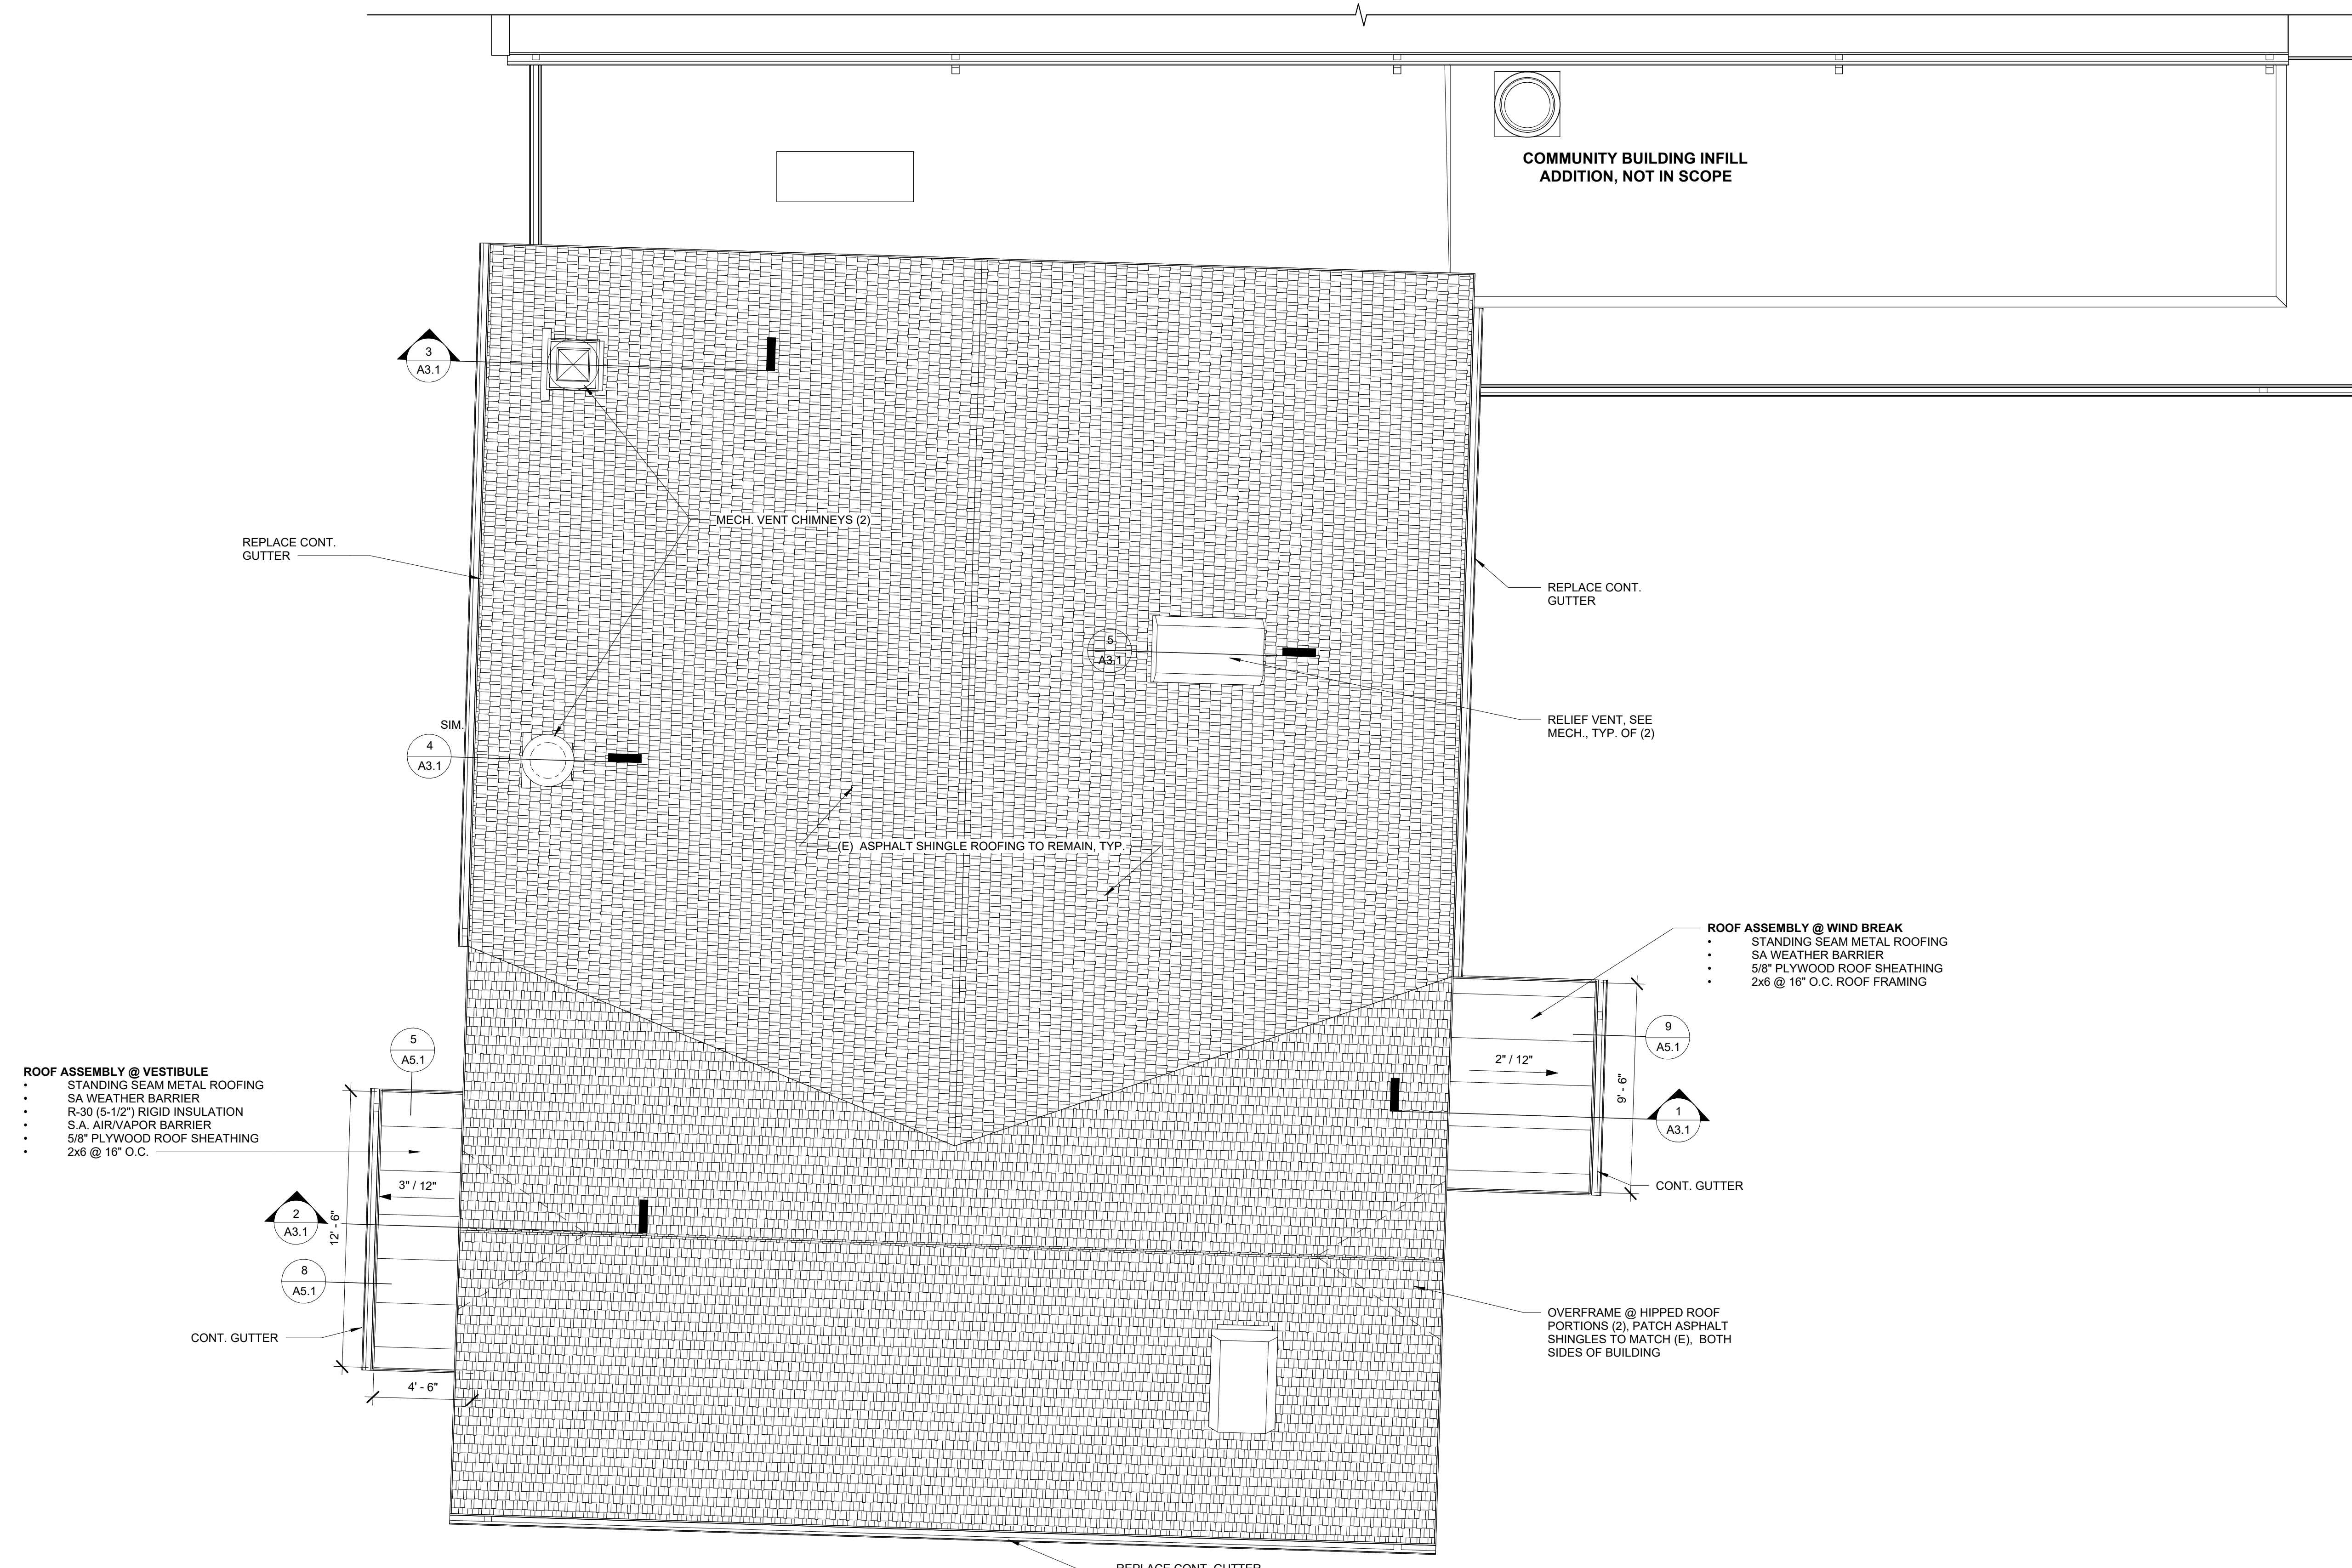 COMMUNITY BUILDING INFILL
ADDITION, NOT IN SCOPE
3
A3.1
MECH. VENT CHIMNEYS (2)
REPLACE CONT.
GUTTER
REPLACE CONT.
GUTTER
5
A3.1
RELIEF VENT, SEE
MECH., TYP. OF (2)
SIM.
4
A3.1
(E) ASPHALT SHINGLE ROOFING TO REMAIN, TYP.
ROOF ASSEMBLY @ WIND BREAK
• STANDING SEAM METAL ROOFING
• SA WEATHER BARRIER
• 5/8" PLYWOOD ROOF SHEATHING
• 2x6 @ 16" O.C. ROOF FRAMING
9
A5.1
2" / 12"
9' - 6"
1
A3.1
CONT. GUTTER
5
A5.1
ROOF ASSEMBLY @ VESTIBULE
• STANDING SEAM METAL ROOFING
• SA WEATHER BARRIER
• R-30 (5-1/2") RIGID INSULATION
• S.A. AIR/VAPOR BARRIER
• 5/8" PLYWOOD ROOF SHEATHING
• 2x6 @ 16" O.C.
3" / 12"
2
A3.1
12' - 6"
8
A5.1
CONT. GUTTER
4' - 6"
OVERFRAME @ HIPPED ROOF
PORTIONS (2), PATCH ASPHALT
SHINGLES TO MATCH (E), BOTH
SIDES OF BUILDING
REPLACE CONT. GUTTER